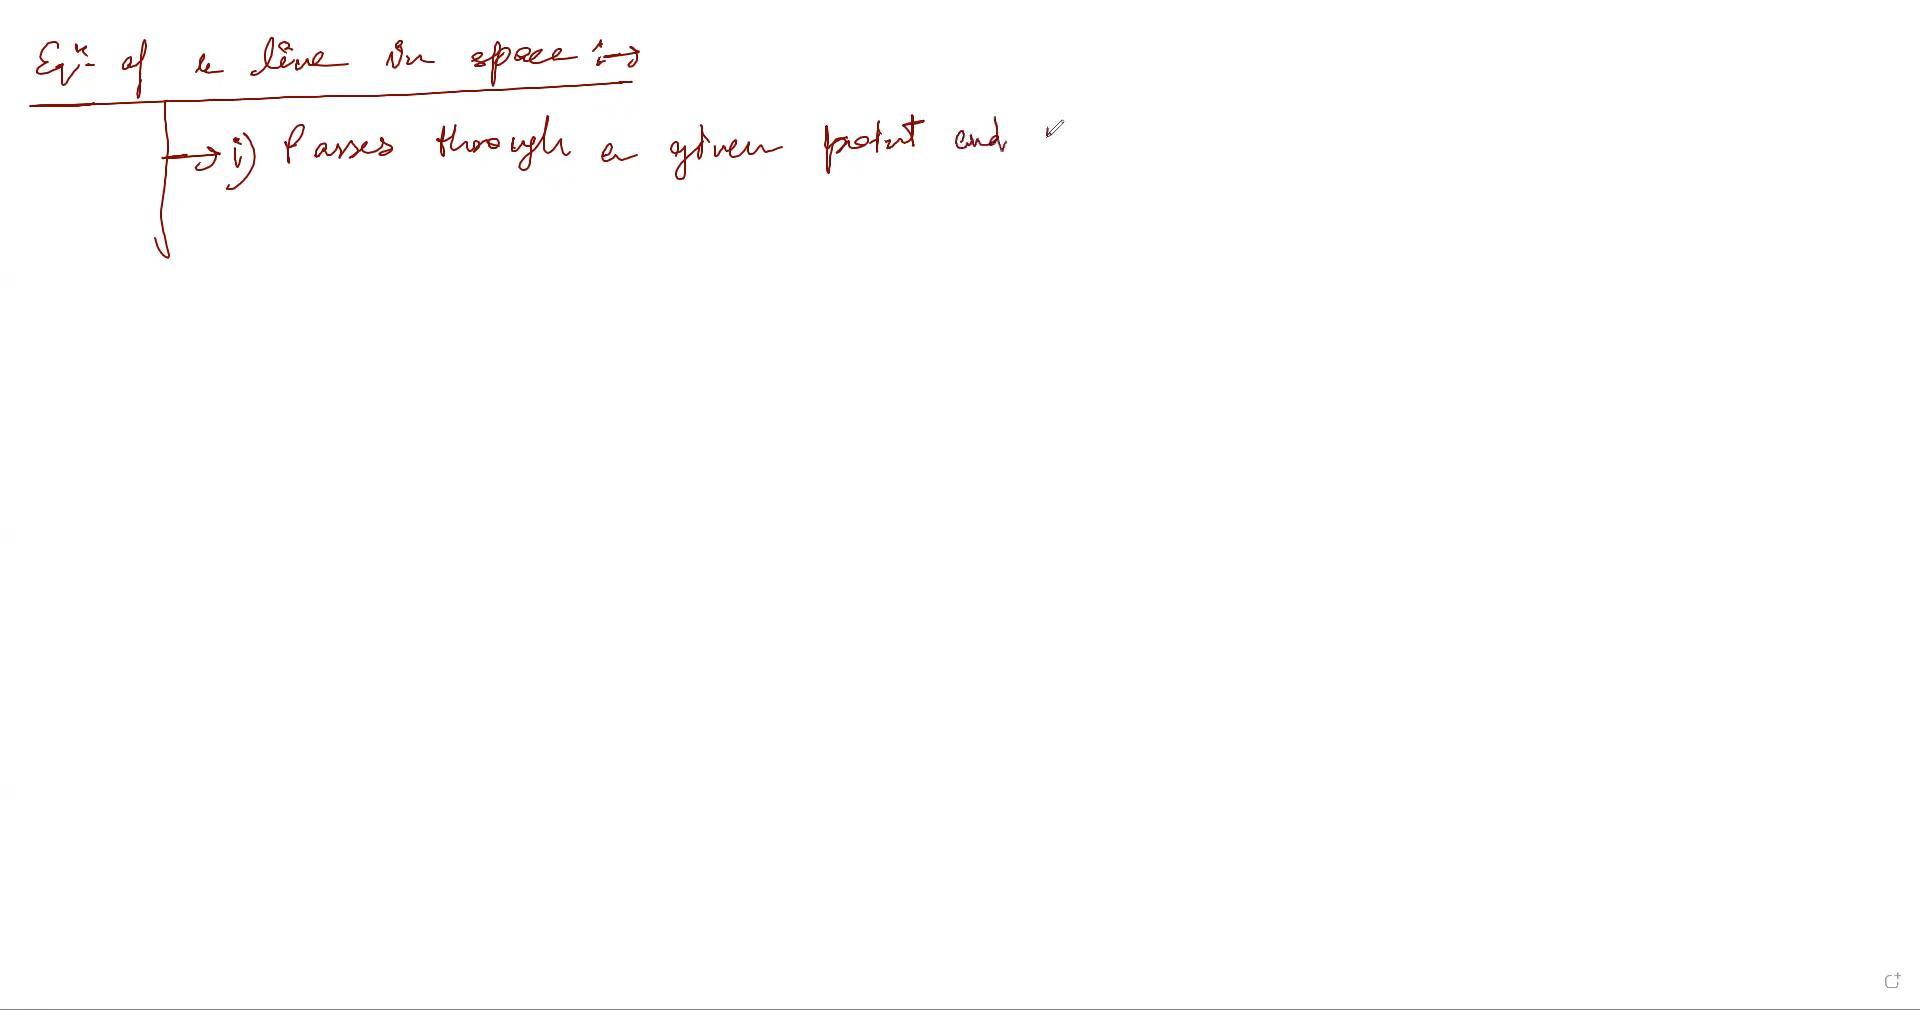 Eqn of a line in space :→
→ i) Passes through a given point and